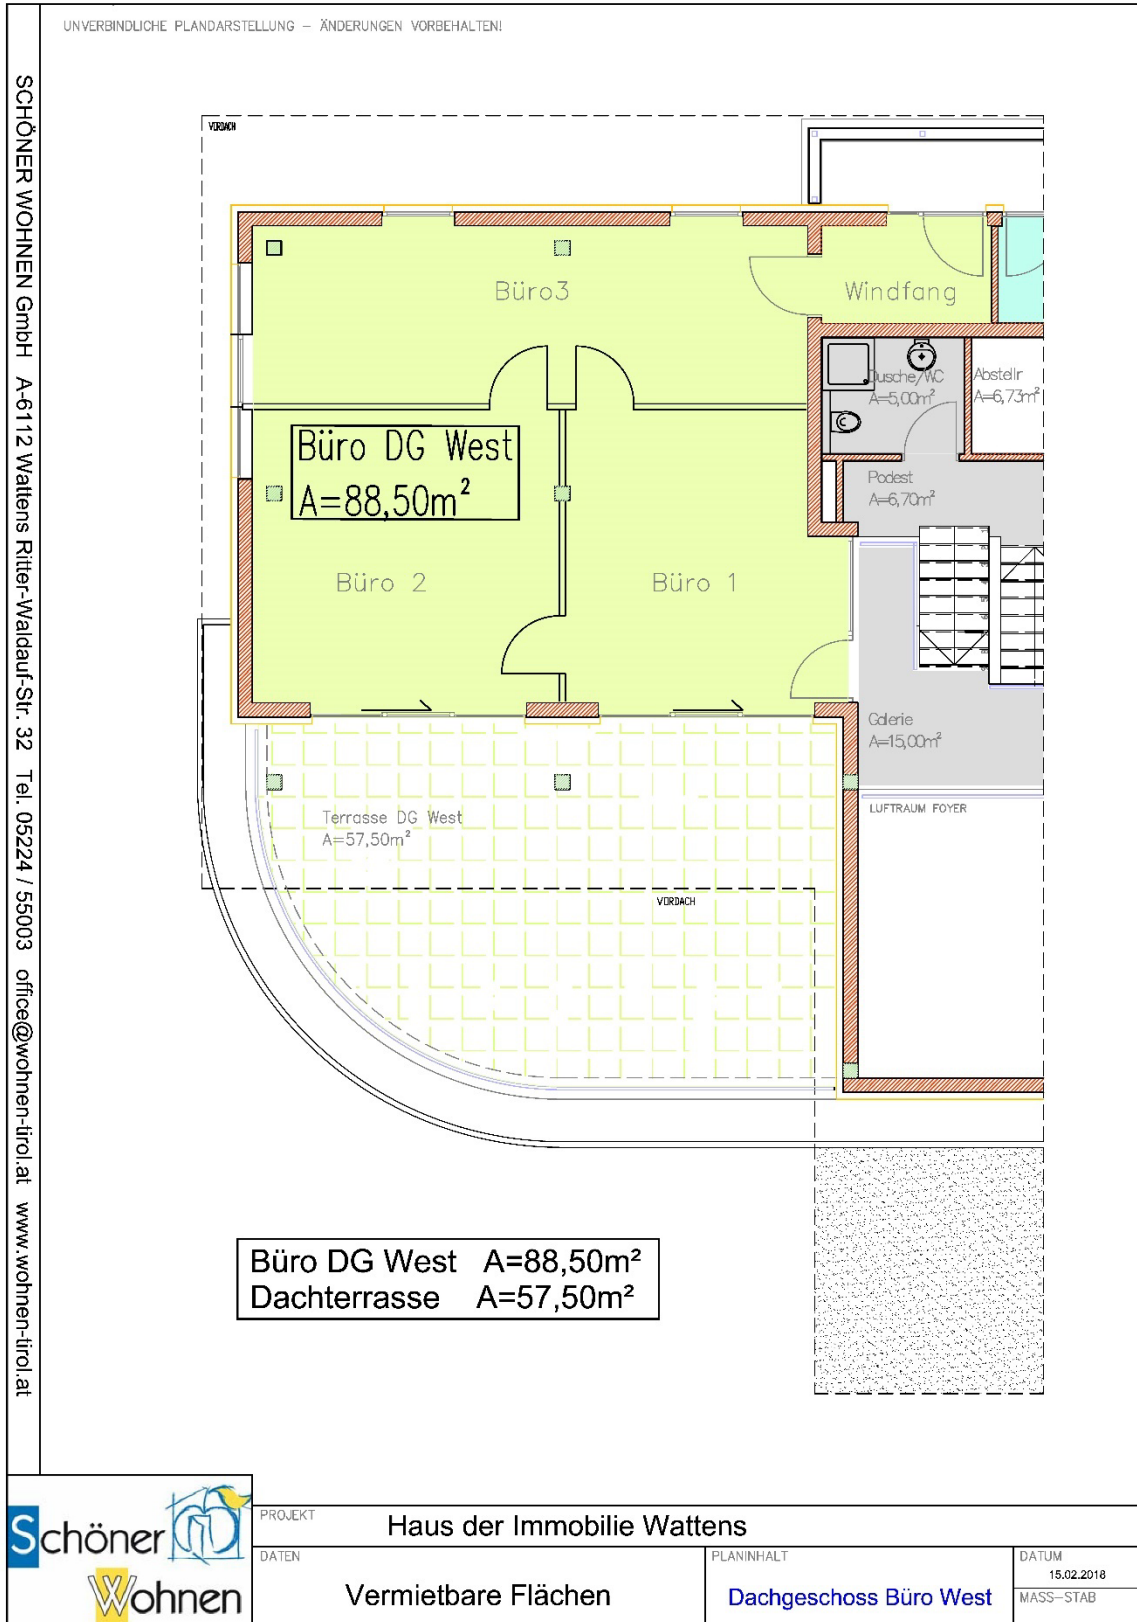 UNVERBINDLICHE PLANDARSTELLUNG – ÄNDERUNGEN VORBEHALTEN!
SCHÖNER WOHNEN GmbH A-6112 Wattens Ritter-Waldauf-Str. 32 Tel. 05224 / 55003 office@wohnen-tirol.at www.wohnen-tirol.at
VORDACH
Büro3
Windfang
Dusche/WC
A=5,00m²
Abstellr
A=6,73m²
Büro DG West
A=88,50m²
Podest
A=6,70m²
Büro 2
Büro 1
Galerie
A=15,00m²
LUFTRAUM FOYER
Terrasse DG West
A=57,50m²
VORDACH
Büro DG West A=88,50m²
Dachterrasse A=57,50m²
Schöner
Wohnen
PROJEKT
Haus der Immobilie Wattens
DATEN
Vermietbare Flächen
PLANINHALT
Dachgeschoss Büro West
DATUM
15.02.2018
MASS-STAB